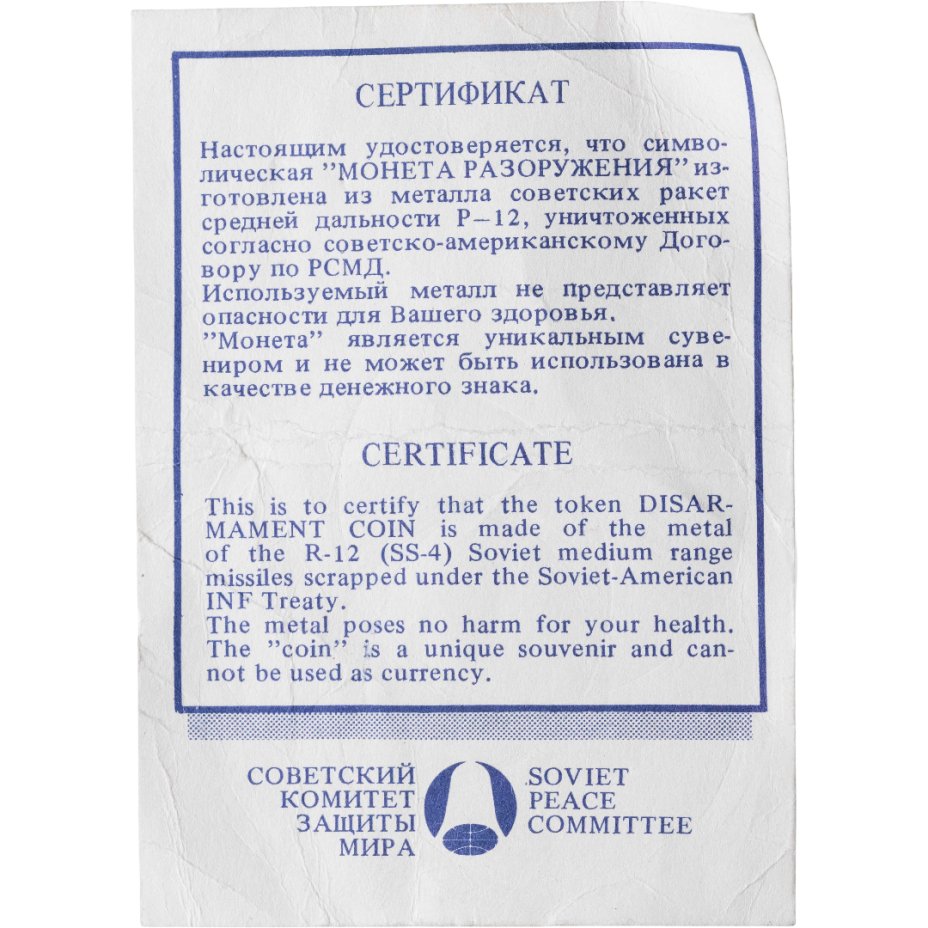 СЕРТИФИКАТ
Настоящим удостоверяется, что симво-
лическая ”МОНЕТА РАЗОРУЖЕНИЯ” из-
готовлена из металла советских ракет
средней дальности Р—12, уничтоженных
согласно советско-американскому Дого-
вору по РСМД.
Используемый металл не представляет
опасности для Вашего здоровья.
”Монета” является уникальным суве-
ниром и не может быть использована в
качестве денежного знака.
CERTIFICATE
This is to certify that the token DISAR-
MAMENT COIN is made of the metal
of the R-12 (SS-4) Soviet medium range
missiles scrapped under the Soviet-American
INF Treaty.
The metal poses no harm for your health.
The ”coin” is a unique souvenir and can-
not be used as currency.
СОВЕТСКИЙ
КОМИТЕТ
ЗАЩИТЫ
МИРА
SOVIET
PEACE
COMMITTEE